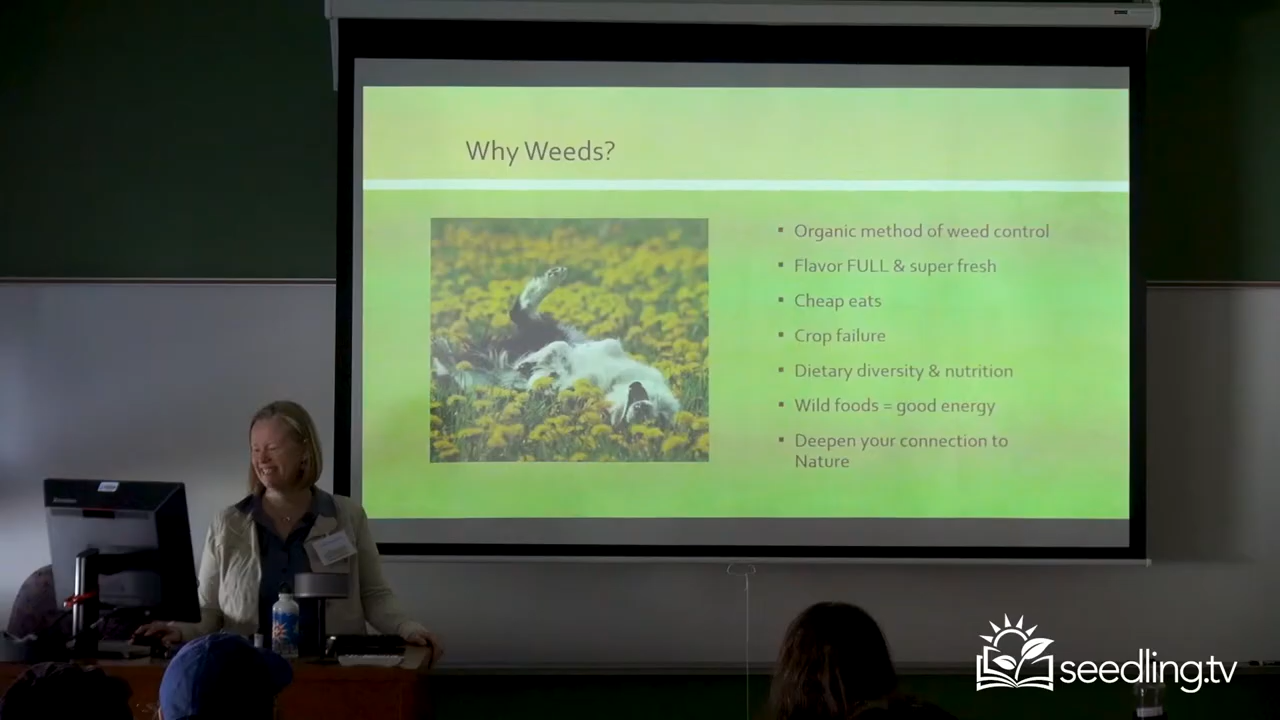 Why Weeds?
▪ Organic method of weed control
▪ Flavor FULL & super fresh
▪ Cheap eats
▪ Crop failure
▪ Dietary diversity & nutrition
▪ Wild foods = good energy
▪ Deepen your connection to
Nature
seedling.tv